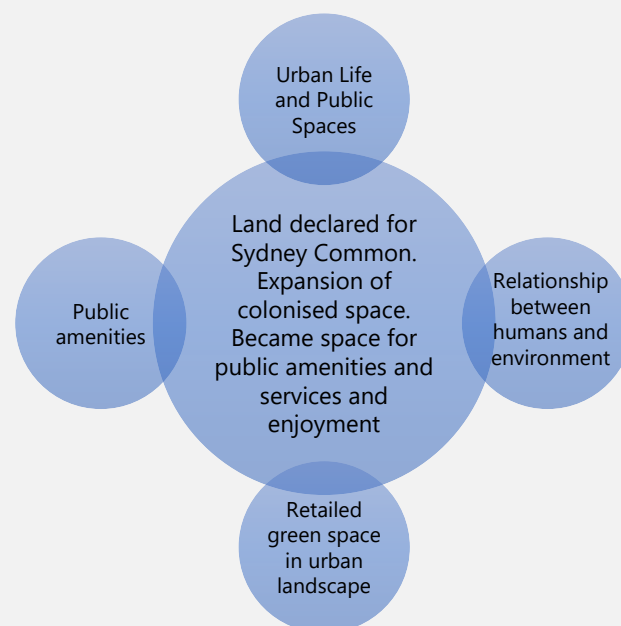 Urban Life
and Public
Spaces
Land declared for
Sydney Common.
Expansion of
colonised space.
Became space for
public amenities and
services and
enjoyment
Public
amenities
Relationship
between
humans and
environment
Retailed
green space
in urban
landscape